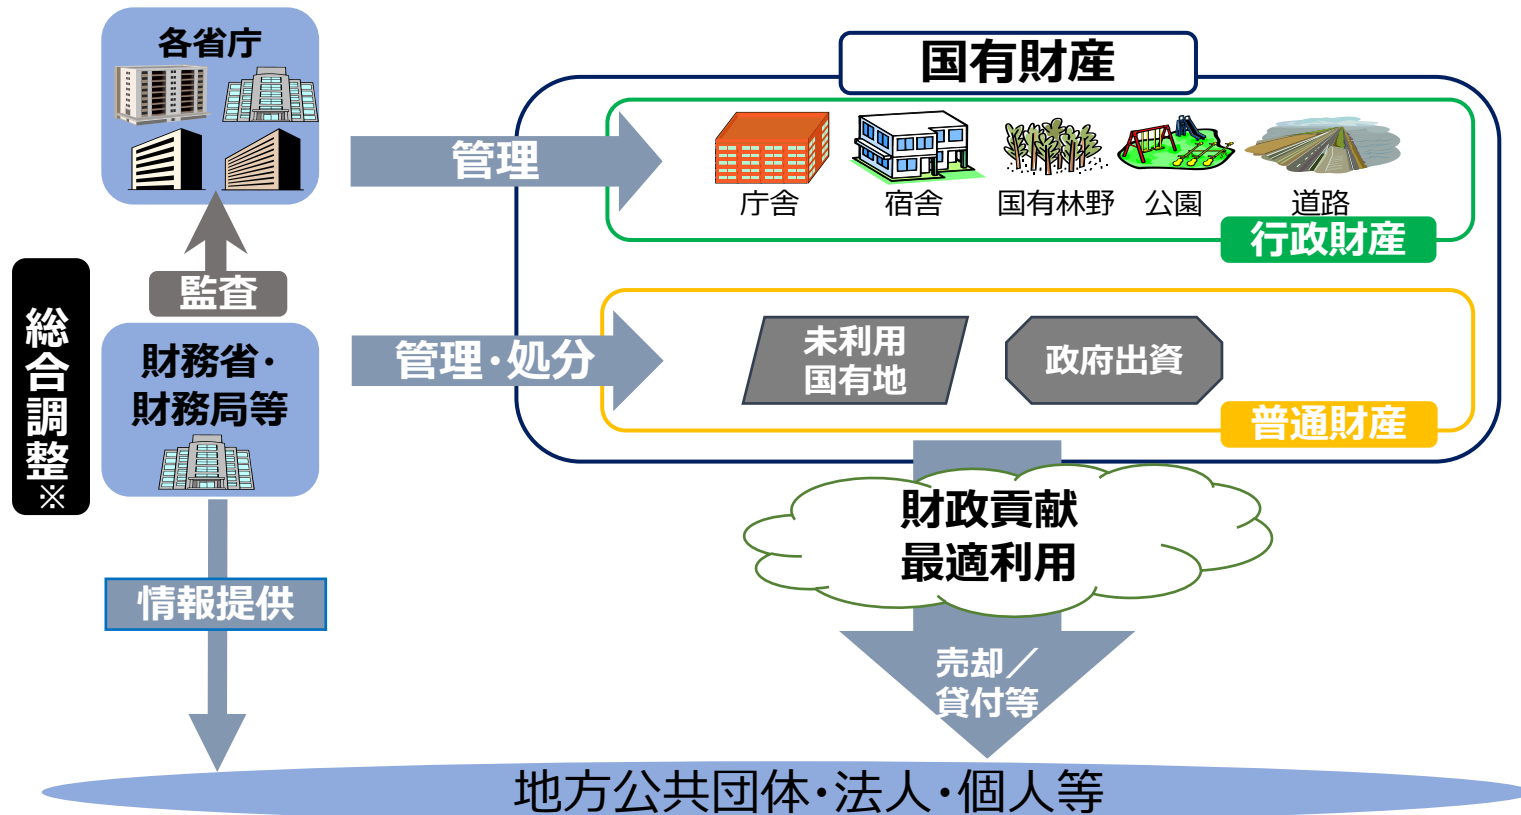 各省庁
国有財産
管理
庁舎
宿舎
国有林野
公園
道路
行政財産
監査
総合調整※
財務省・
財務局等
管理・処分
未利用
国有地
政府出資
普通財産
財政貢献
最適利用
情報提供
売却／
貸付等
地方公共団体・法人・個人等